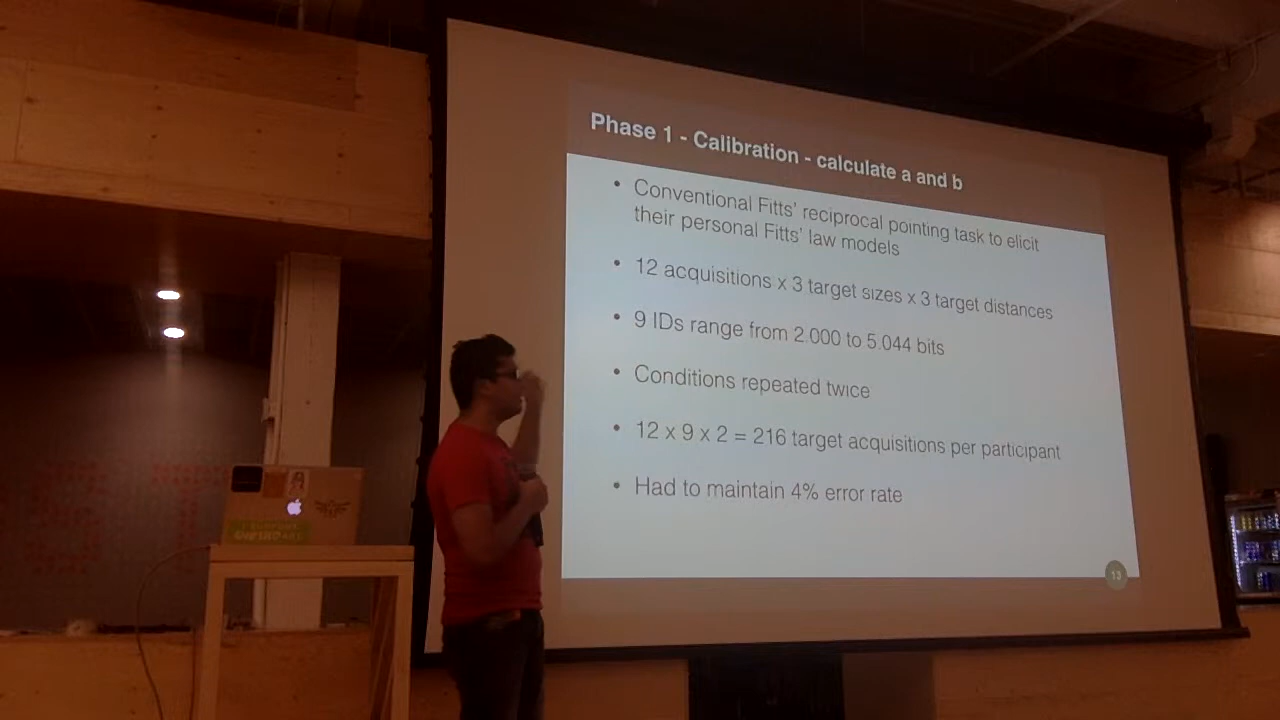 Phase 1 - Calibration - calculate a and b
• Conventional Fitts' reciprocal pointing task to elicit
their personal Fitts' law models
• 12 acquisitions x 3 target sizes x 3 target distances
• 9 IDs range from 2.000 to 5.044 bits
• Conditions repeated twice
• 12 x 9 x 2 = 216 target acquisitions per participant
• Had to maintain 4% error rate
13